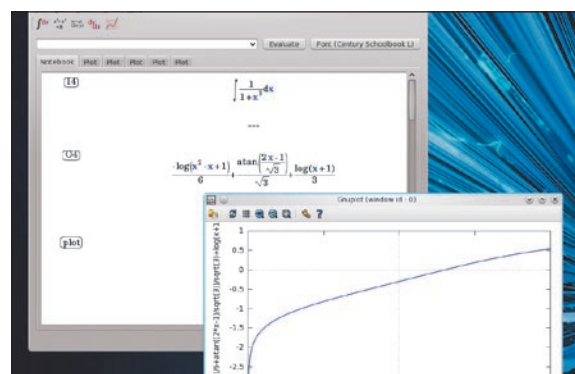 Evaluate
Font (Century Schoolbook L)
Notebook Plot Plot Plot Plot Plot
I4
∫ 1/(1+x³) dx
===
O4
-log(x²-x+1)/6 + atan((2x-1)/√3)/√3 + log(x+1)/3
plot
Gnuplot (window id : 0)
1
0.5
0
-0.5
-1
-1.5
-2
-2.5